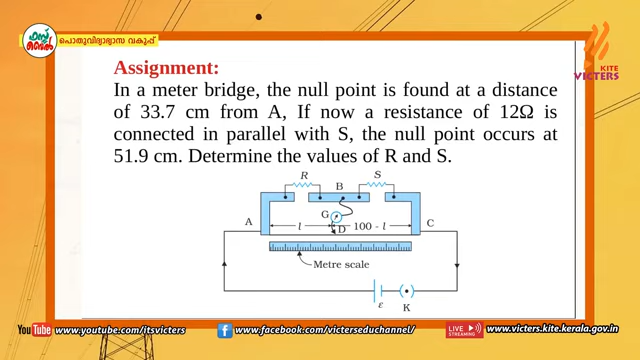 ഫസ്റ്റ് ബെൽ
പൊതുവിദ്യാഭ്യാസ വകുപ്പ്
KITE
VICTERS
Assignment:
In a meter bridge, the null point is found at a distance
of 33.7 cm from A, If now a resistance of 12Ω is
connected in parallel with S, the null point occurs at
51.9 cm. Determine the values of R and S.
R
S
B
A
G
C
l
D
100 - l
Metre scale
ε
K
YouTube www.youtube.com/itsvicters
f www.facebook.com/victerseduchannel/
LIVE STREAMING www.victers.kite.kerala.gov.in